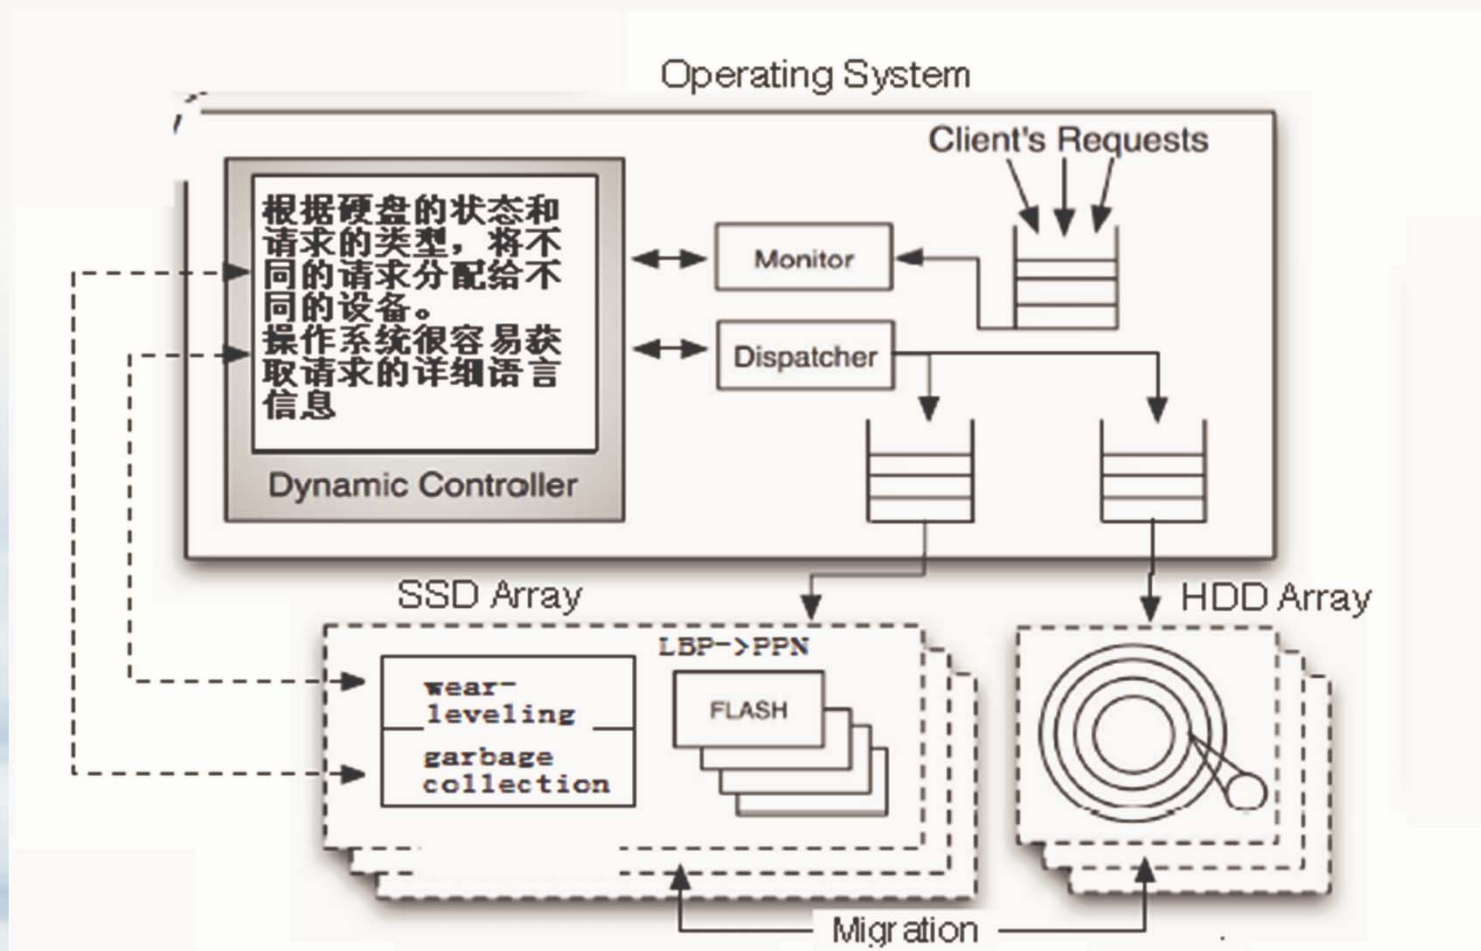 Operating System
Client's Requests
根据硬盘的状态和
请求的类型，将不
同的请求分配给不
同的设备。
操作系统很容易获
取请求的详细语言
信息
Dynamic Controller
Monitor
Dispatcher
SSD Array
HDD Array
LBP->PPN
wear-
leveling
garbage
collection
FLASH
Migration